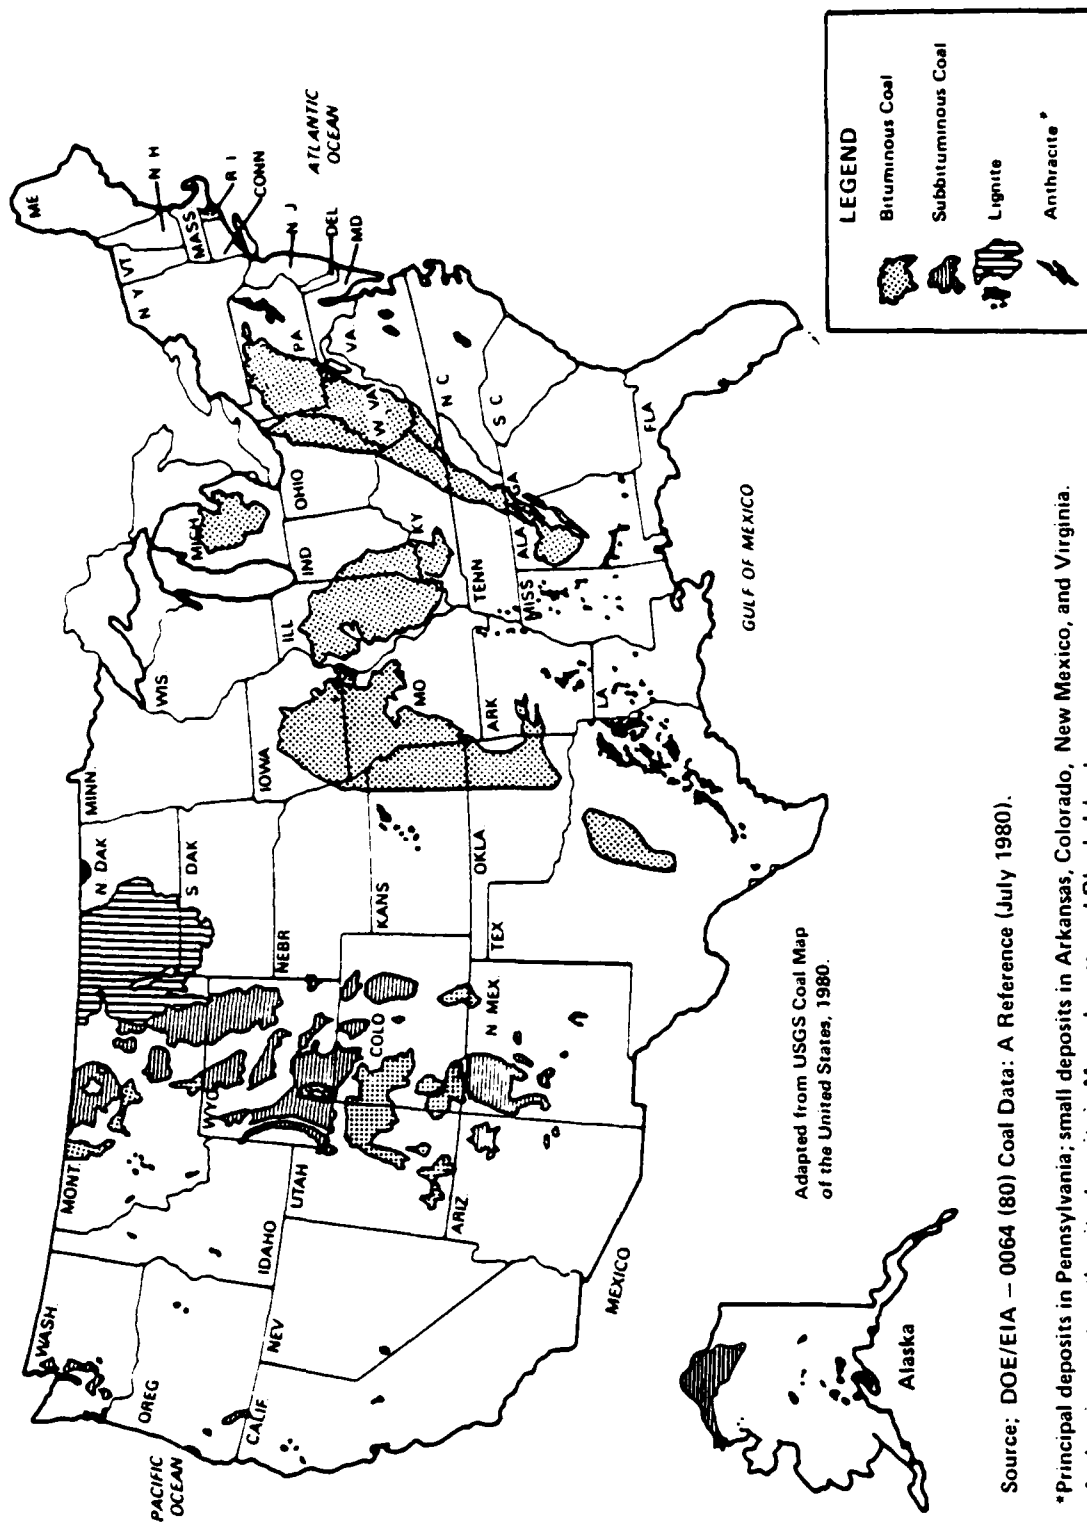 PACIFIC
OCEAN
WASH.
OREG
CALIF.
NEV
IDAHO
MONT.
WYO
UTAH
ARIZ.
COLO
N MEX.
N DAK
S DAK
NEBR
KANS
OKLA
TEX
MINN.
IOWA
MO
ARK
LA
WIS
ILL
IND
MICH
OHIO
KY
TENN
MISS
ALA
GA
FLA
S C
N C
VA.
W VA
PA
N Y
VT
ME
N H
MASS
R I
CONN
N J
DEL
MD
ATLANTIC
OCEAN
GULF OF MEXICO
MEXICO
Alaska
Adapted from USGS Coal Map
of the United States, 1980.
LEGEND
Bituminous Coal
Subbituminous Coal
Lignite
Anthracite*
Source; DOE/EIA – 0064 (80) Coal Data: A Reference (July 1980).
*Principal deposits in Pennsylvania; small deposits in Arkansas, Colorado, New Mexico, and Virginia.